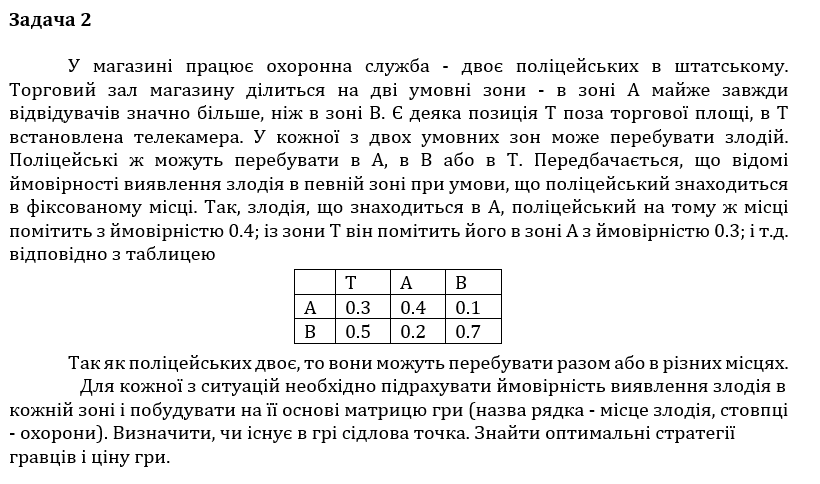 Задача 2
У магазині працює охоронна служба - двоє поліцейських в штатському.
Торговий зал магазину ділиться на дві умовні зони - в зоні А майже завжди
відвідувачів значно більше, ніж в зоні В. Є деяка позиція Т поза торгової площі, в Т
встановлена телекамера. У кожної з двох умовних зон може перебувати злодій.
Поліцейські ж можуть перебувати в А, в В або в Т. Передбачається, що відомі
ймовірності виявлення злодія в певній зоні при умови, що поліцейський знаходиться
в фіксованому місці. Так, злодія, що знаходиться в А, поліцейський на тому ж місці
помітить з ймовірністю 0.4; із зони Т він помітить його в зоні А з ймовірністю 0.3; і т.д.
відповідно з таблицею
Т А В
А 0.3 0.4 0.1
В 0.5 0.2 0.7
Так як поліцейських двоє, то вони можуть перебувати разом або в різних місцях.
Для кожної з ситуацій необхідно підрахувати ймовірність виявлення злодія в
кожній зоні і побудувати на її основі матрицю гри (назва рядка - місце злодія, стовпці
- охорони). Визначити, чи існує в грі сідлова точка. Знайти оптимальні стратегії
гравців і ціну гри.